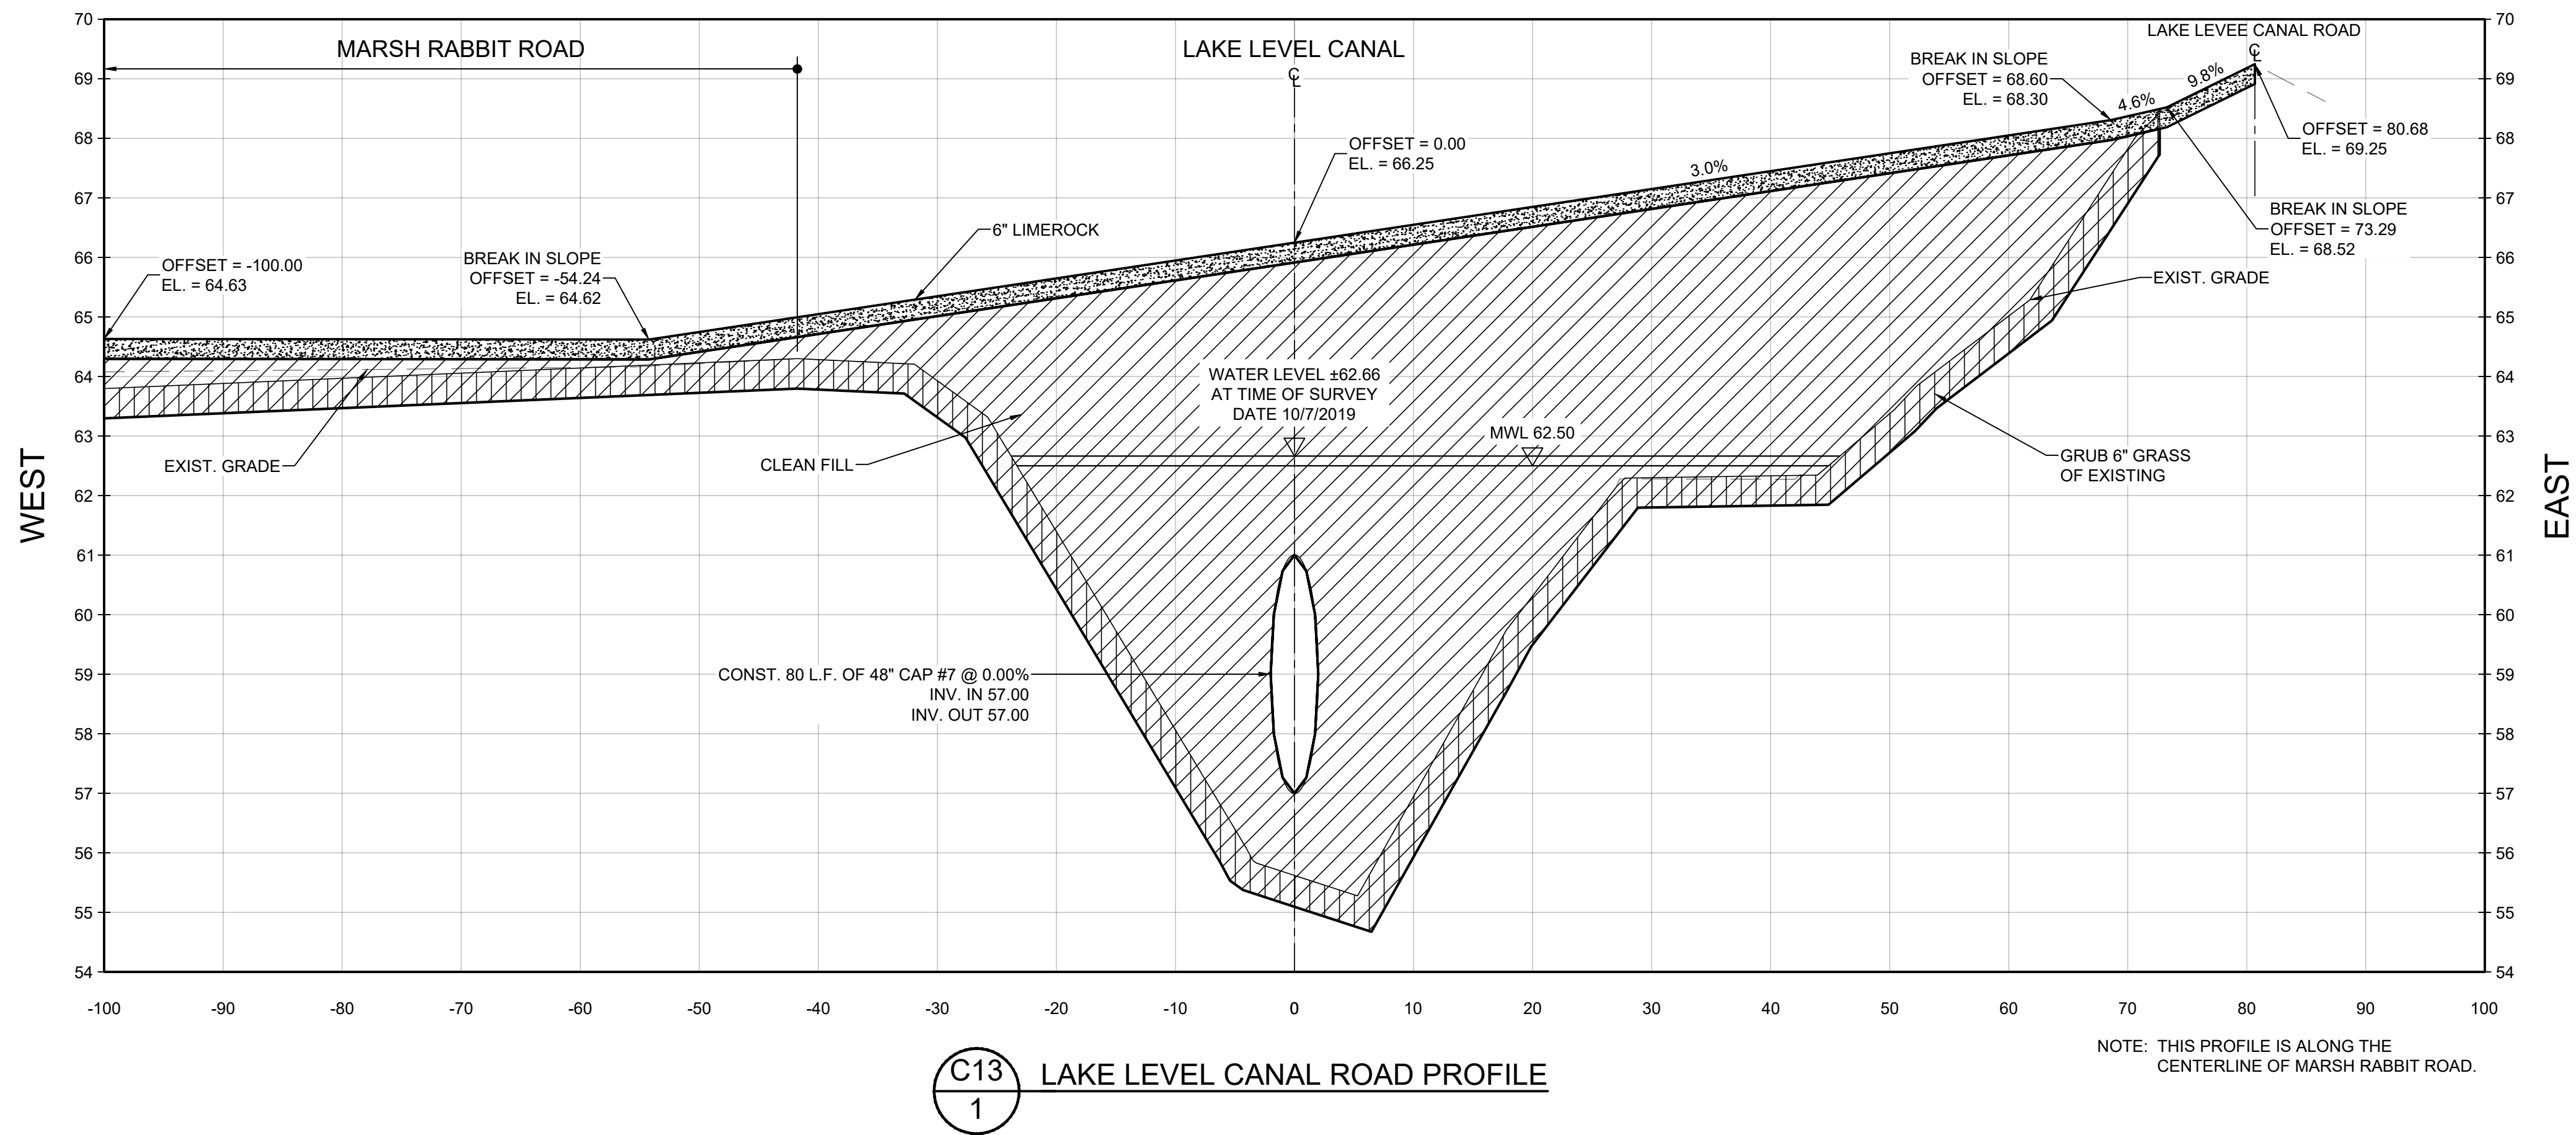 MARSH RABBIT ROAD
LAKE LEVEL CANAL
℄
LAKE LEVEE CANAL ROAD
℄
BREAK IN SLOPE
OFFSET = 68.60
EL. = 68.30
4.6%
9.8%
OFFSET = 80.68
EL. = 69.25
OFFSET = 0.00
EL. = 66.25
3.0%
BREAK IN SLOPE
OFFSET = 73.29
EL. = 68.52
6" LIMEROCK
OFFSET = -100.00
EL. = 64.63
BREAK IN SLOPE
OFFSET = -54.24
EL. = 64.62
EXIST. GRADE
WATER LEVEL ±62.66
AT TIME OF SURVEY
DATE 10/7/2019
MWL 62.50
EXIST. GRADE
CLEAN FILL
GRUB 6" GRASS
OF EXISTING
WEST
EAST
CONST. 80 L.F. OF 48" CAP #7 @ 0.00%
INV. IN 57.00
INV. OUT 57.00
70 70
69 69
68 68
67 67
66 66
65 65
64 64
63 63
62 62
61 61
60 60
59 59
58 58
57 57
56 56
55 55
54 54
-100 -90 -80 -70 -60 -50 -40 -30 -20 -10 0 10 20 30 40 50 60 70 80 90 100
NOTE: THIS PROFILE IS ALONG THE
CENTERLINE OF MARSH RABBIT ROAD.
C13
1
LAKE LEVEL CANAL ROAD PROFILE